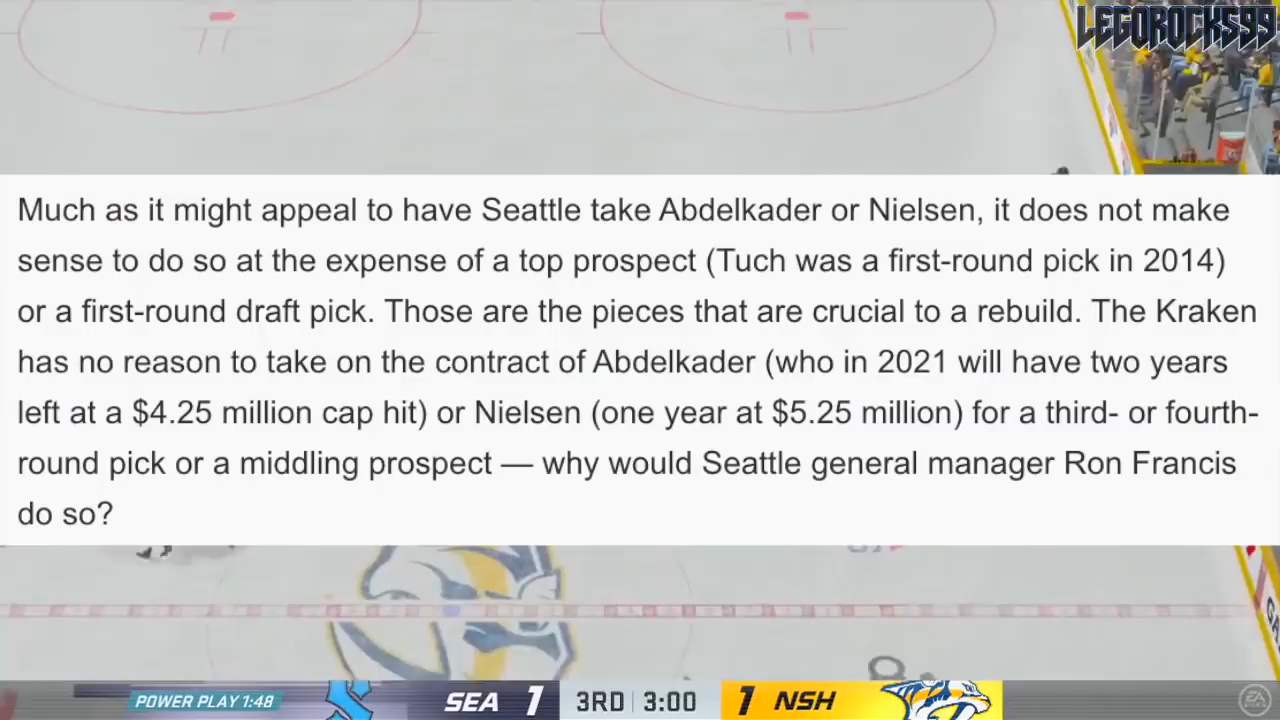 LEGOROCKS99
Much as it might appeal to have Seattle take Abdelkader or Nielsen, it does not make
sense to do so at the expense of a top prospect (Tuch was a first-round pick in 2014)
or a first-round draft pick. Those are the pieces that are crucial to a rebuild. The Kraken
has no reason to take on the contract of Abdelkader (who in 2021 will have two years
left at a $4.25 million cap hit) or Nielsen (one year at $5.25 million) for a third- or fourth-
round pick or a middling prospect — why would Seattle general manager Ron Francis
do so?
POWER PLAY 1:48 SEA 1 3RD 3:00 1 NSH